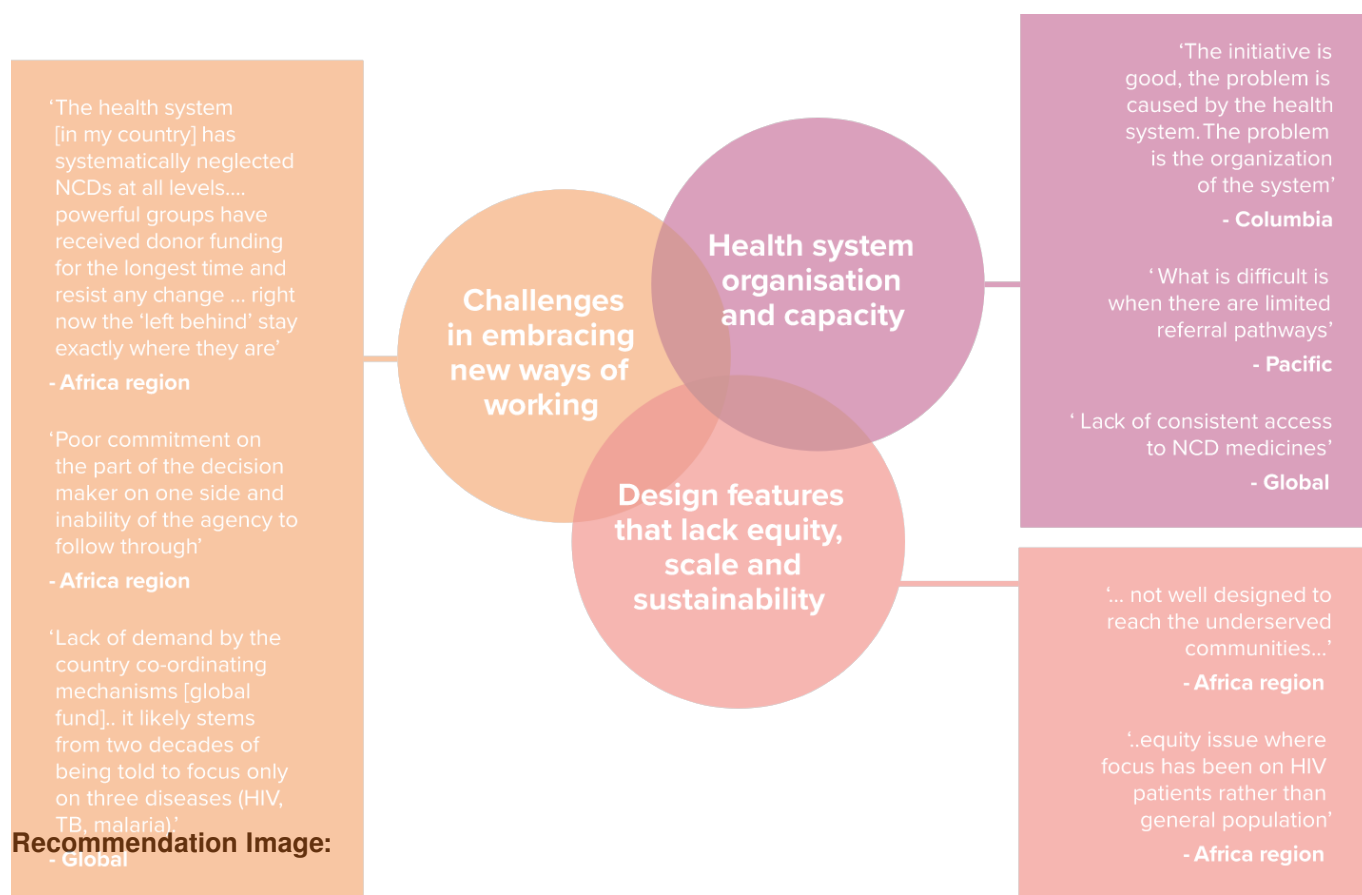 ‘The health system
[in my country] has
systematically neglected
NCDs at all levels....
powerful groups have
received donor funding
for the longest time and
resist any change ... right
now the ‘left behind’ stay
exactly where they are’
- Africa region
‘Poor commitment on
the part of the decision
maker on one side and
inability of the agency to
follow through’
- Africa region
‘Lack of demand by the
country co-ordinating
mechanisms [global
fund].. it likely stems
from two decades of
being told to focus only
on three diseases (HIV,
TB, malaria).’
- Global
Recommendation Image:
Challenges
in embracing
new ways of
working
Health system
organisation
and capacity
Design features
that lack equity,
scale and
sustainability
‘The initiative is
good, the problem is
caused by the health
system. The problem
is the organization
of the system’
- Columbia
‘ What is difficult is
when there are limited
referral pathways’
- Pacific
‘ Lack of consistent access
to NCD medicines’
- Global
‘... not well designed to
reach the underserved
communities...’
- Africa region
‘..equity issue where
focus has been on HIV
patients rather than
general population’
- Africa region